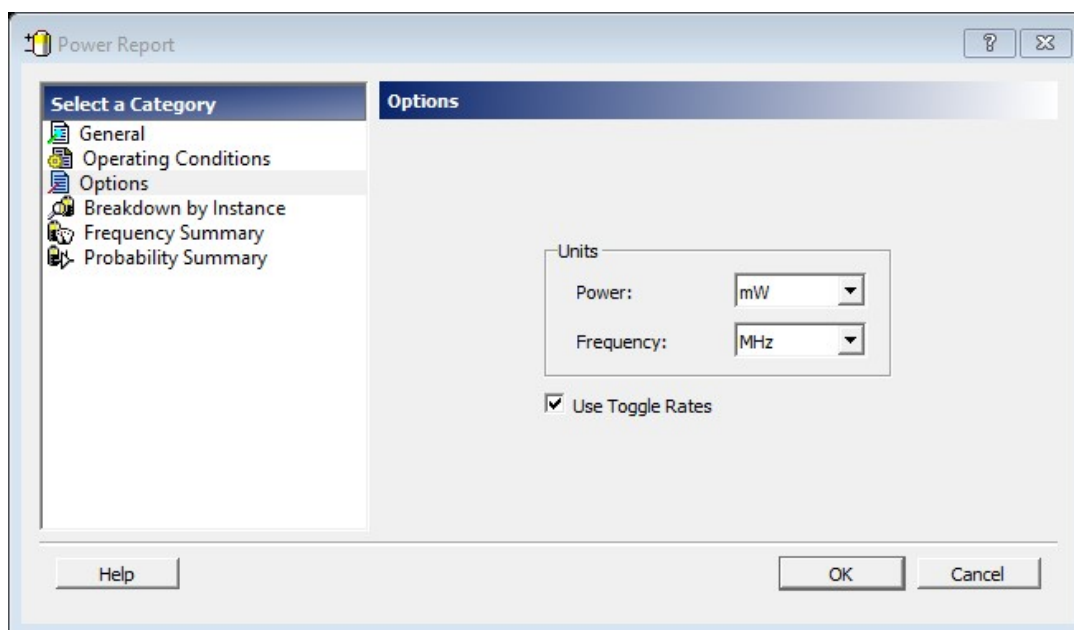 Power Report
Select a Category
General
Operating Conditions
Options
Breakdown by Instance
Frequency Summary
Probability Summary
Options
Units
Power: mW
Frequency: MHz
Use Toggle Rates
Help
OK
Cancel